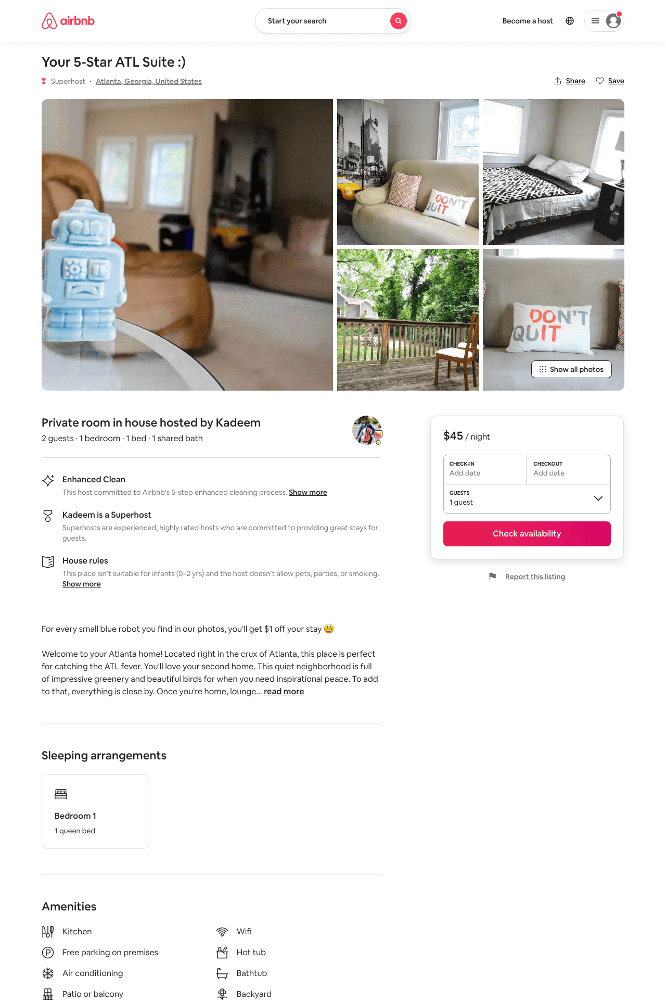 airbnb
Start your search
Become a host
Your 5-Star ATL Suite :)
Superhost · Atlanta, Georgia, United States
Share
Save
DON'T
QUIT
DON'T
QUIT
Show all photos
Private room in house hosted by Kadeem
2 guests · 1 bedroom · 1 bed · 1 shared bath
Enhanced Clean
This host committed to Airbnb's 5-step enhanced cleaning process. Show more
Kadeem is a Superhost
Superhosts are experienced, highly rated hosts who are committed to providing great stays for
guests.
House rules
This place isn't suitable for infants (0–2 yrs) and the host doesn't allow pets, parties, or smoking.
Show more
$45 / night
CHECK-IN
Add date
CHECKOUT
Add date
GUESTS
1 guest
Check availability
Report this listing
For every small blue robot you find in our photos, you'll get $1 off your stay 😃
Welcome to your Atlanta home! Located right in the crux of Atlanta, this place is perfect
for catching the ATL fever. You'll love your second home. This quiet neighborhood is full
of impressive greenery and beautiful birds for when you need inspirational peace. To add
to that, everything is close by. Once you're home, lounge... read more
Sleeping arrangements
Bedroom 1
1 queen bed
Amenities
Kitchen
Wifi
Free parking on premises
Hot tub
Air conditioning
Bathtub
Patio or balcony
Backyard